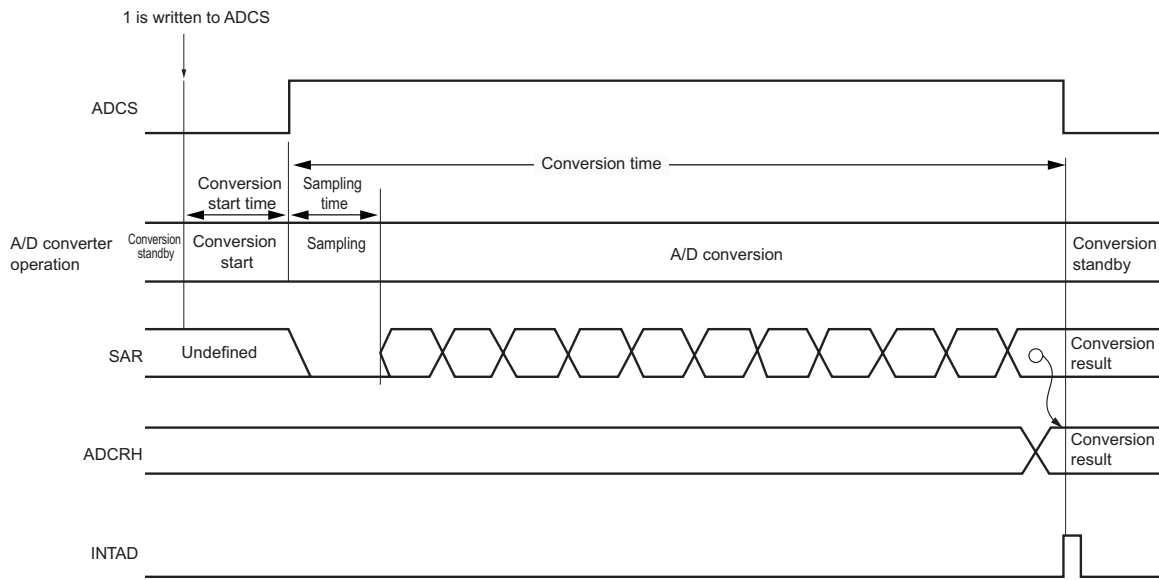 1 is written to ADCS
ADCS
Conversion time
Conversion
start time
Sampling
time
A/D converter
operation
Conversion
standby
Conversion
start
Sampling
A/D conversion
Conversion
standby
SAR
Undefined
Conversion
result
ADCRH
Conversion
result
INTAD